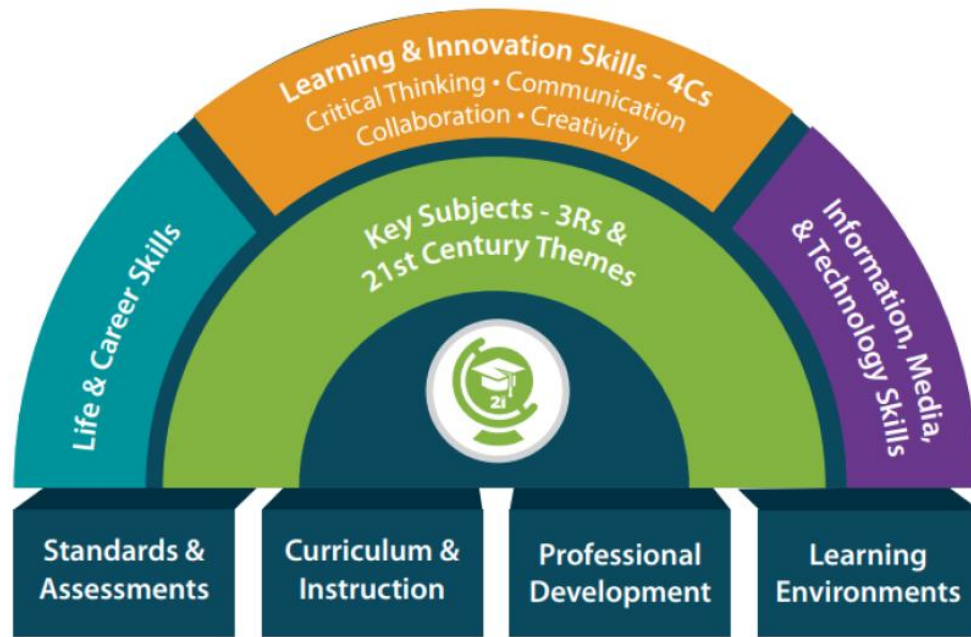 Learning & Innovation Skills - 4Cs
Critical Thinking • Communication
Collaboration • Creativity
Life & Career Skills
Key Subjects - 3Rs &
21st Century Themes
Information, Media,
& Technology Skills
2i
Standards &
Assessments
Curriculum &
Instruction
Professional
Development
Learning
Environments